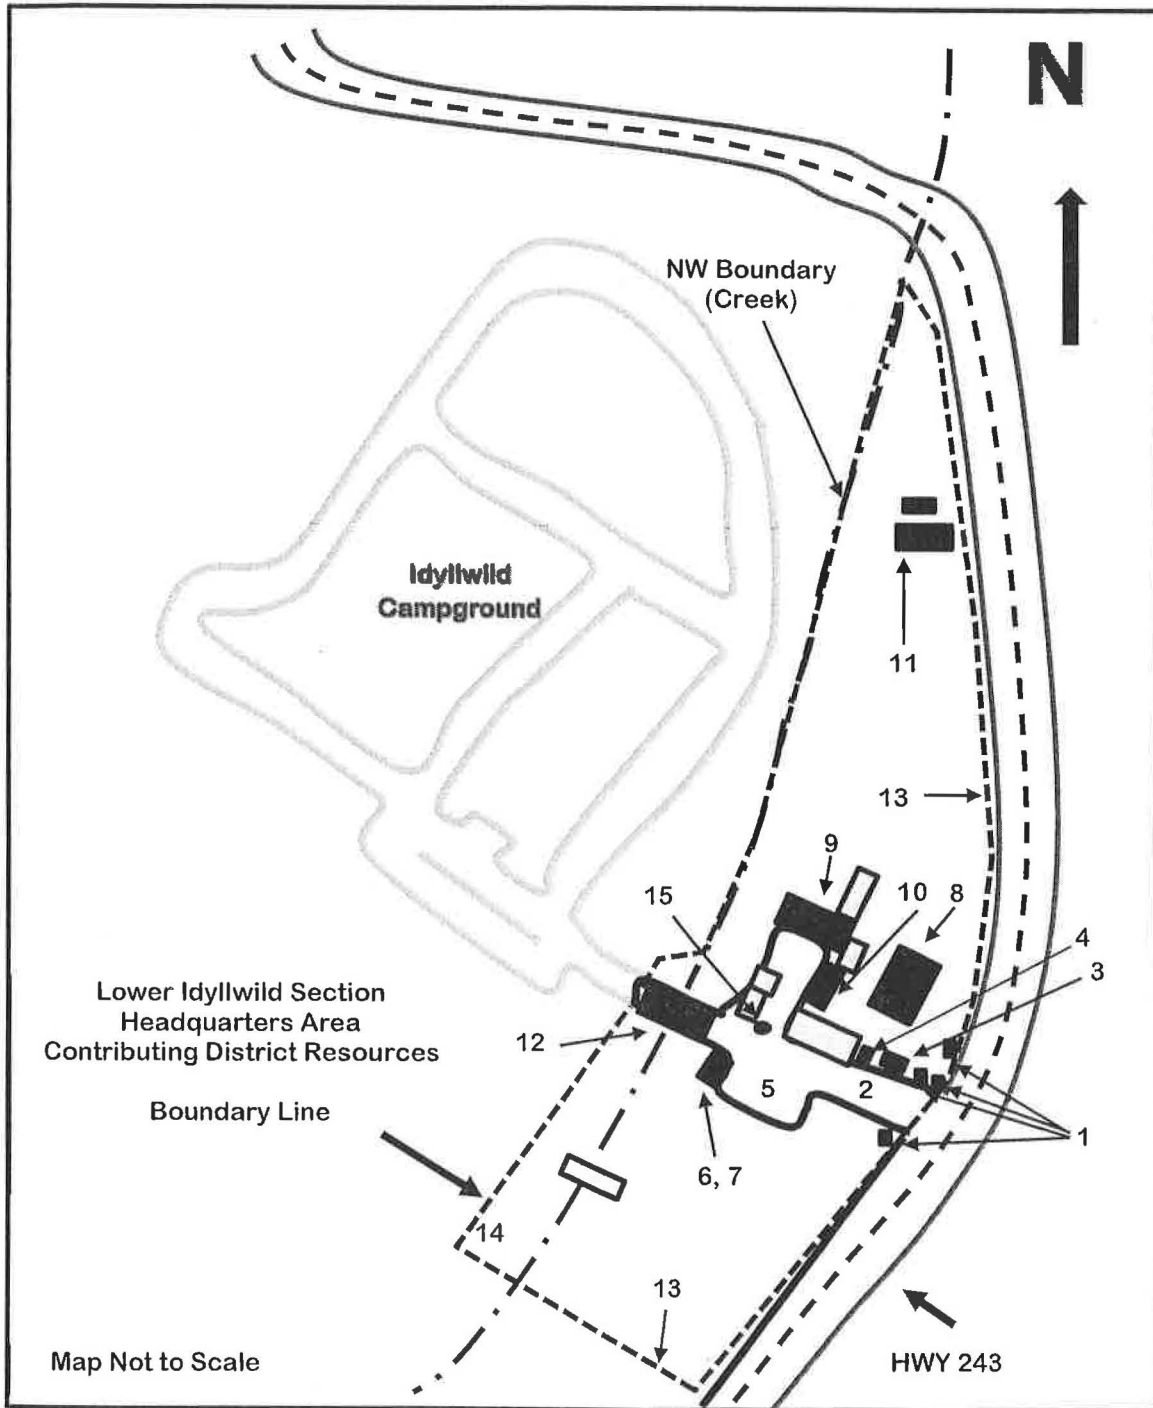 N
NW Boundary
(Creek)
Idyllwild
Campground
11
13
9
10
8
15
4
3
Lower Idyllwild Section
Headquarters Area
Contributing District Resources
12
5
2
Boundary Line
1
6, 7
14
13
Map Not to Scale
HWY 243